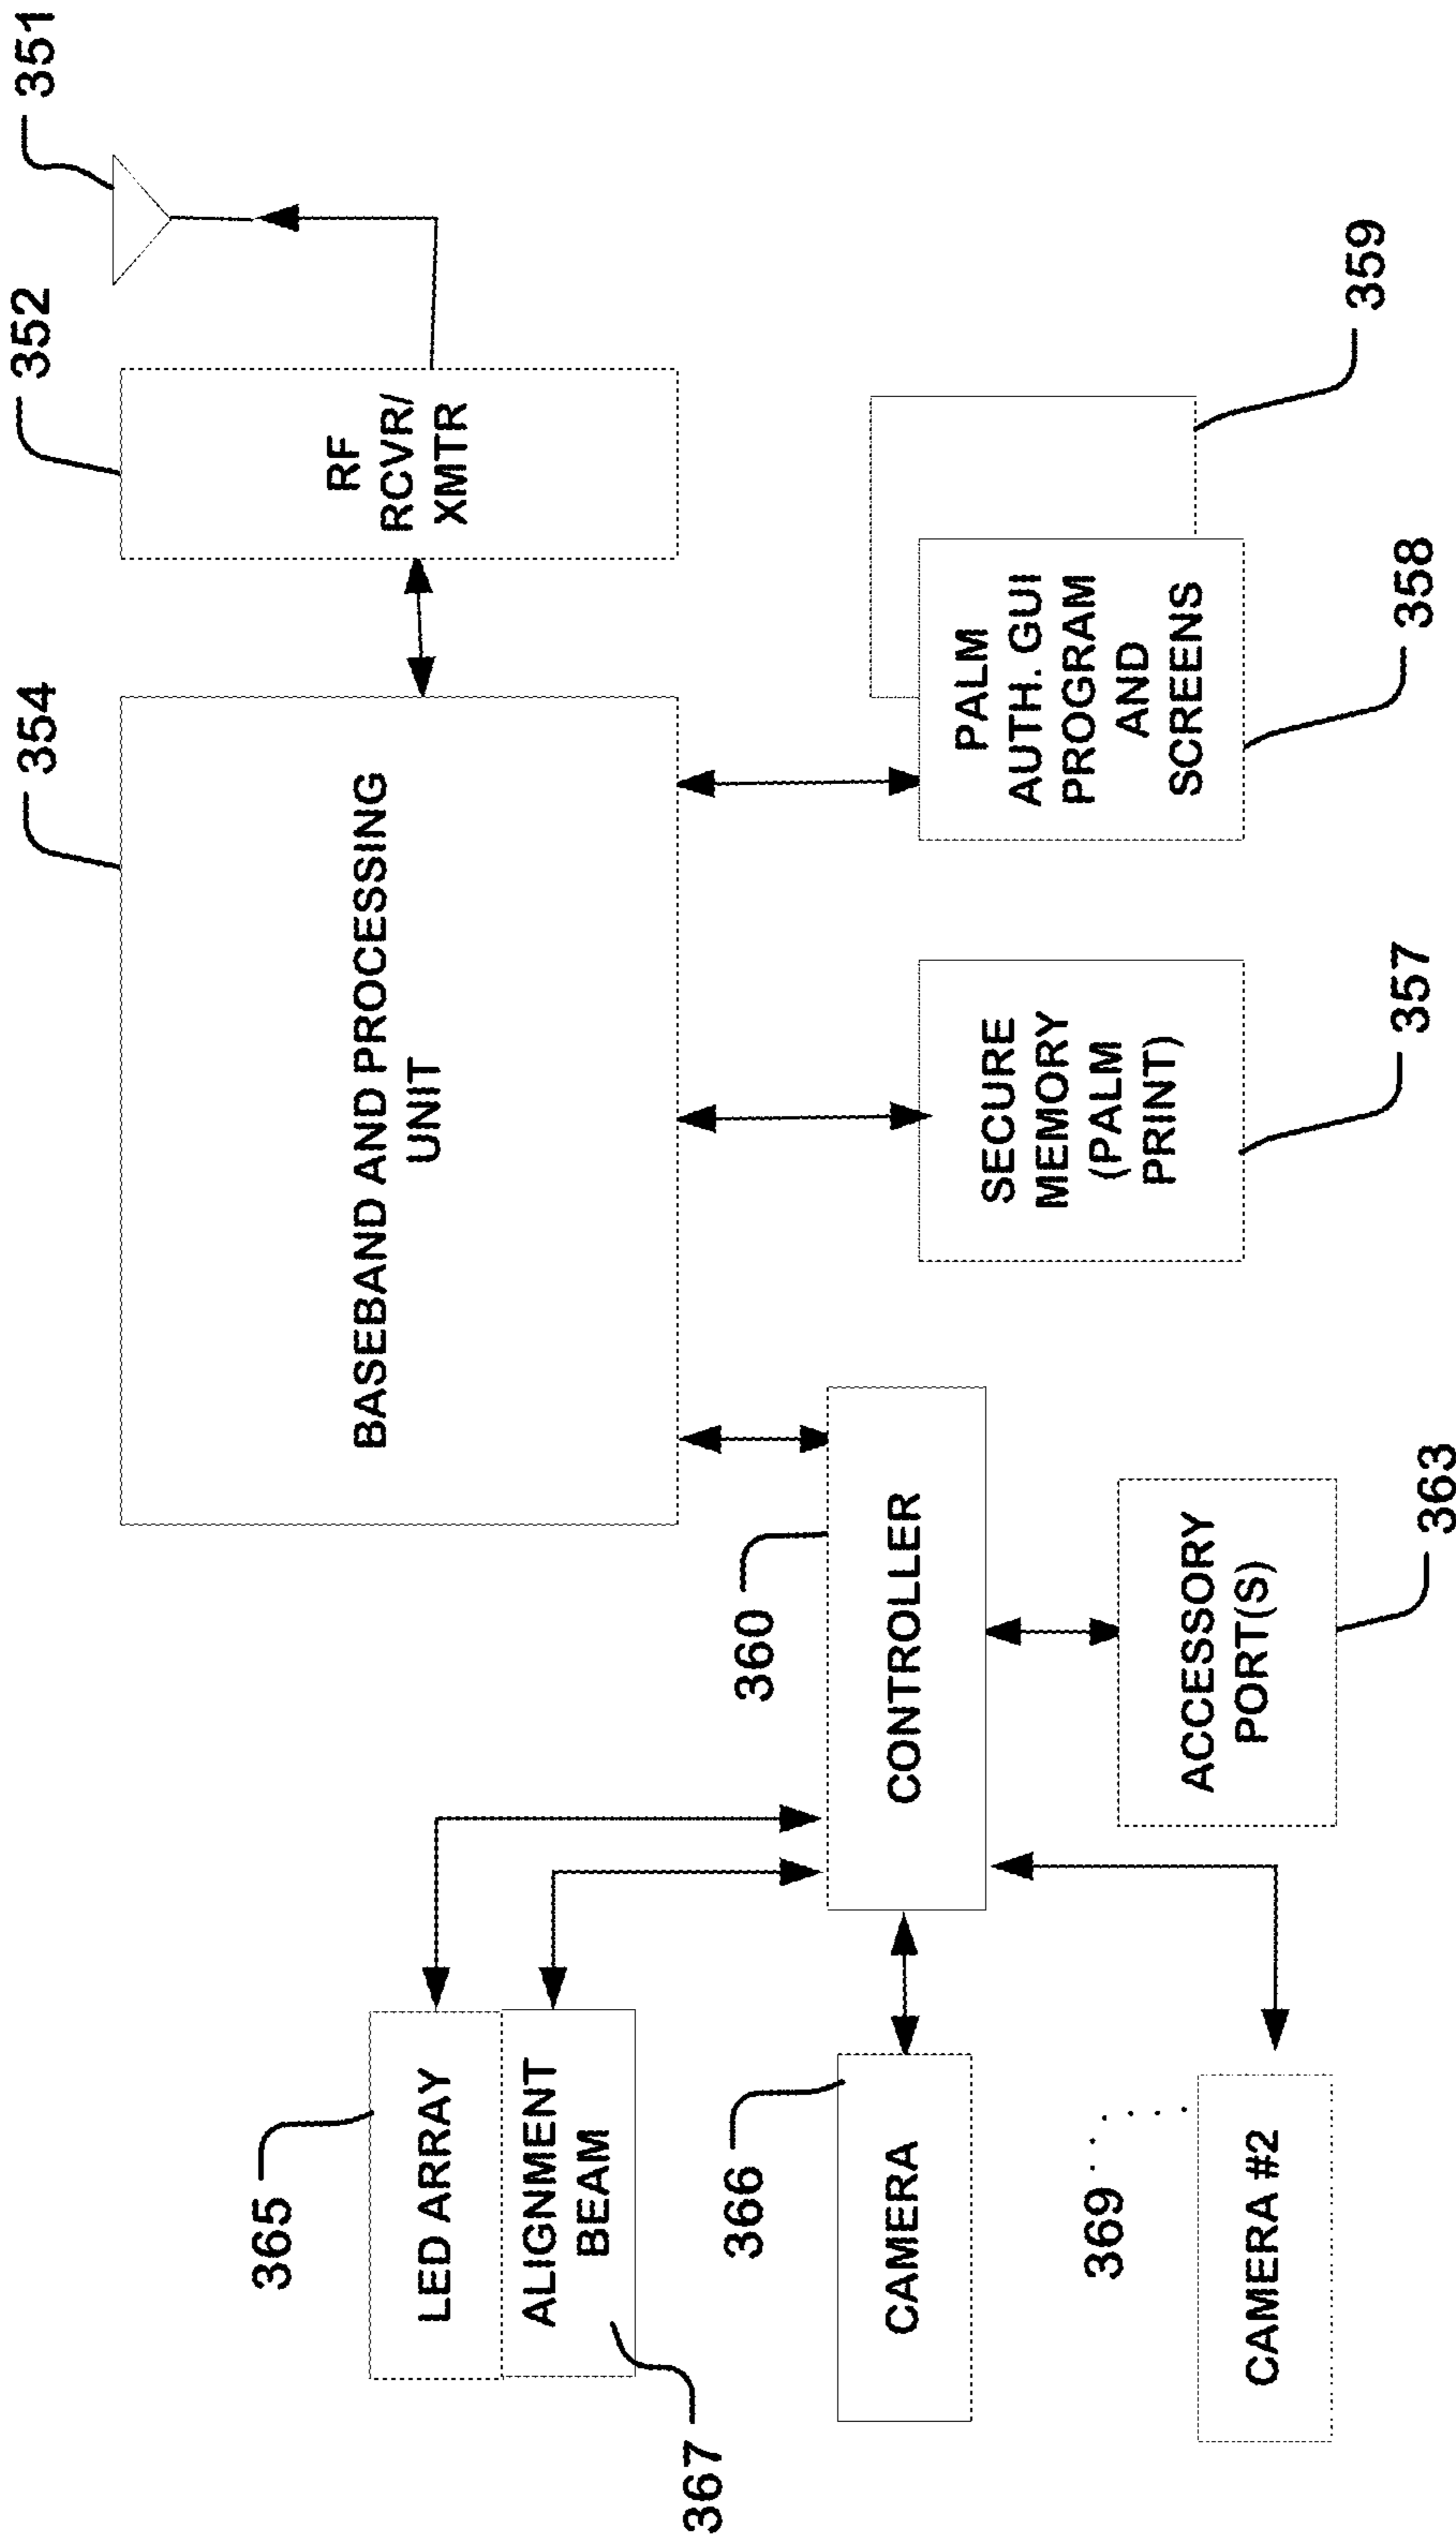 351
352
354
RF
RCVR/
XMTR
BASEBAND AND PROCESSING
UNIT
365
LED ARRAY
ALIGNMENT
BEAM
367
360
CONTROLLER
366
CAMERA
369
CAMERA #2
ACCESSORY
PORT(S)
363
SECURE
MEMORY
(PALM
PRINT)
357
PALM
AUTH. GUI
PROGRAM
AND
SCREENS
358
359